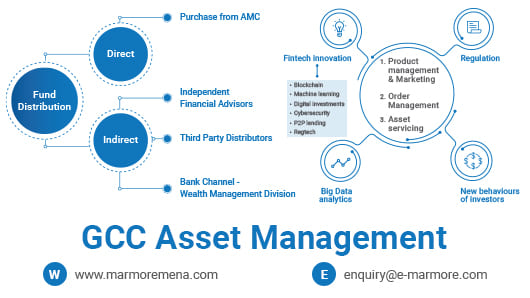 Purchase from AMC
Direct
Fund
Distribution
Independent
Financial Advisors
Indirect
Third Party Distributors
Bank Channel -
Wealth Management Division
Fintech Innovation
• Blockchain
• Machine learning
• Digital investments
• Cybersecurity
• P2P lending
• Regtech
1. Product
management
& Marketing
2. Order
Management
3. Asset
servicing
Regulation
Big Data
analytics
New behaviours
of investors
GCC Asset Management
W www.marmoremena.com
E enquiry@e-marmore.com